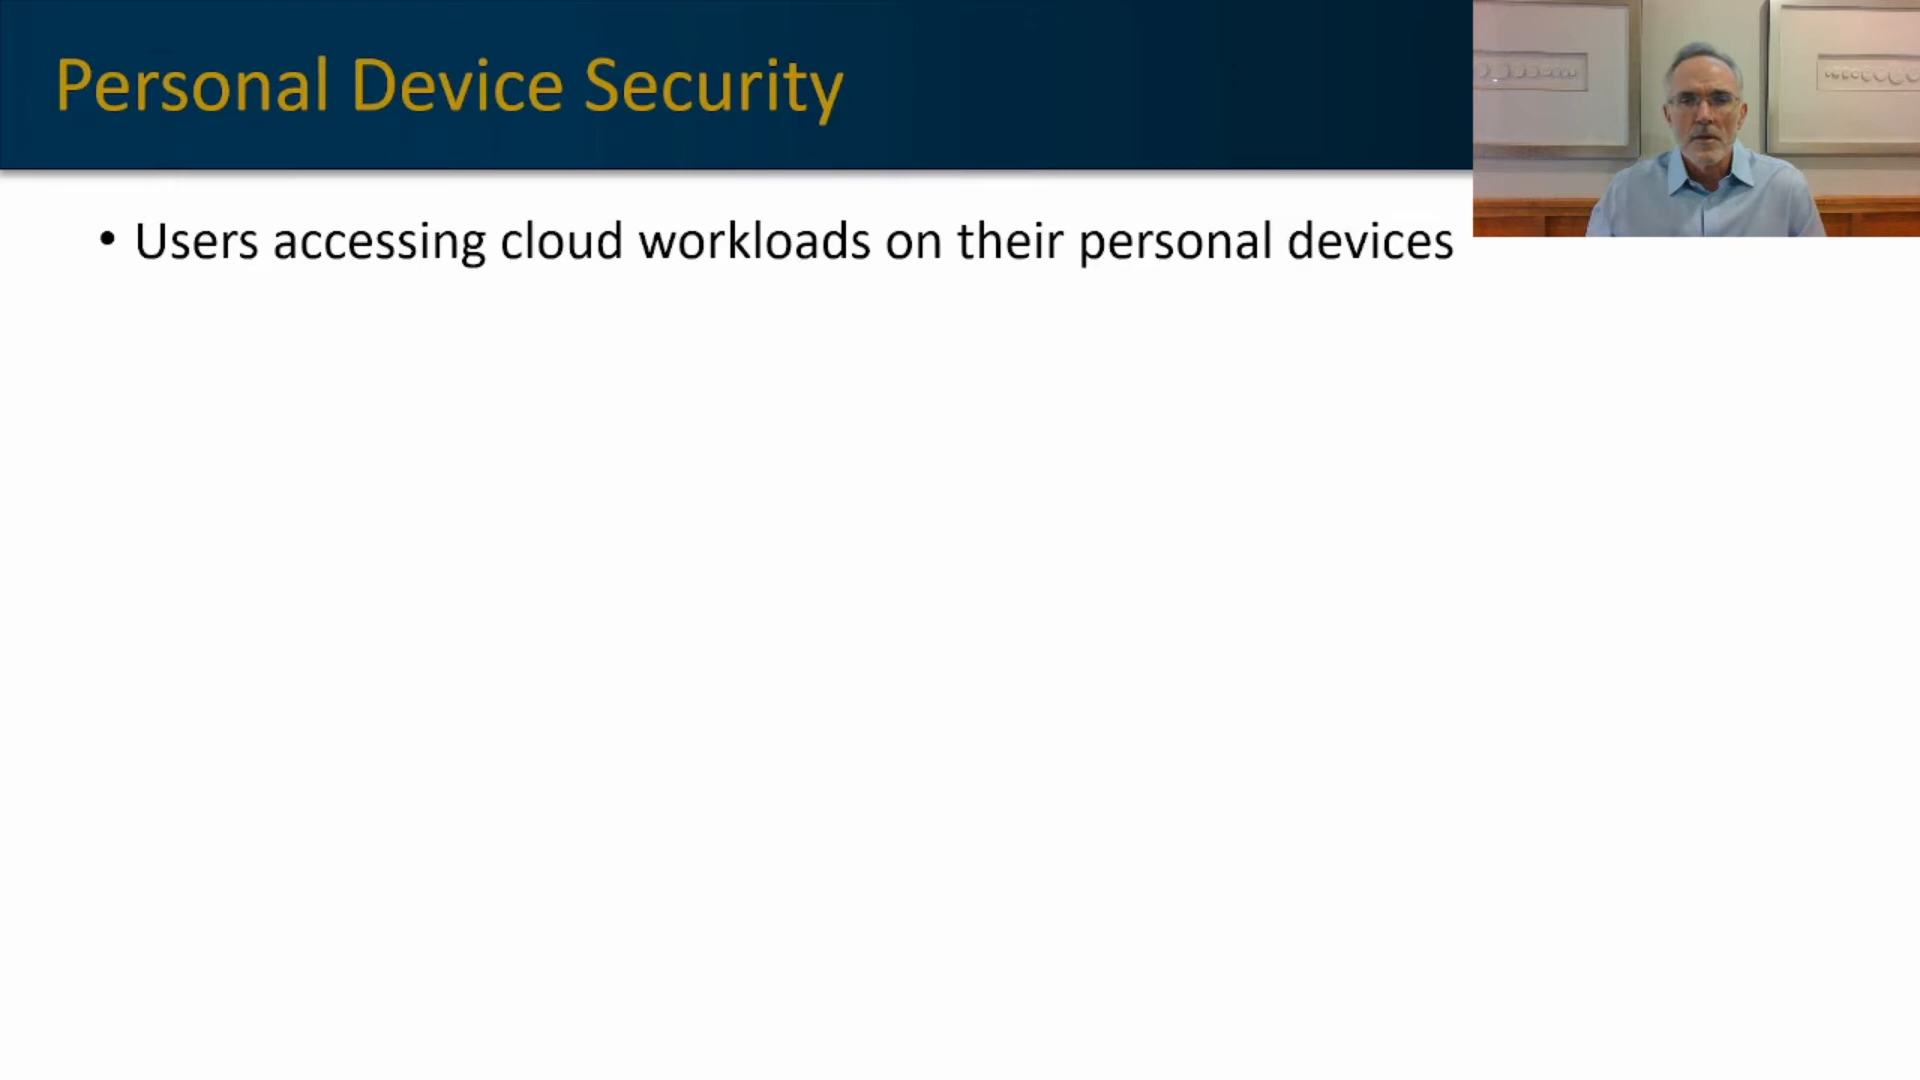 Personal Device Security
• Users accessing cloud workloads on their personal devices